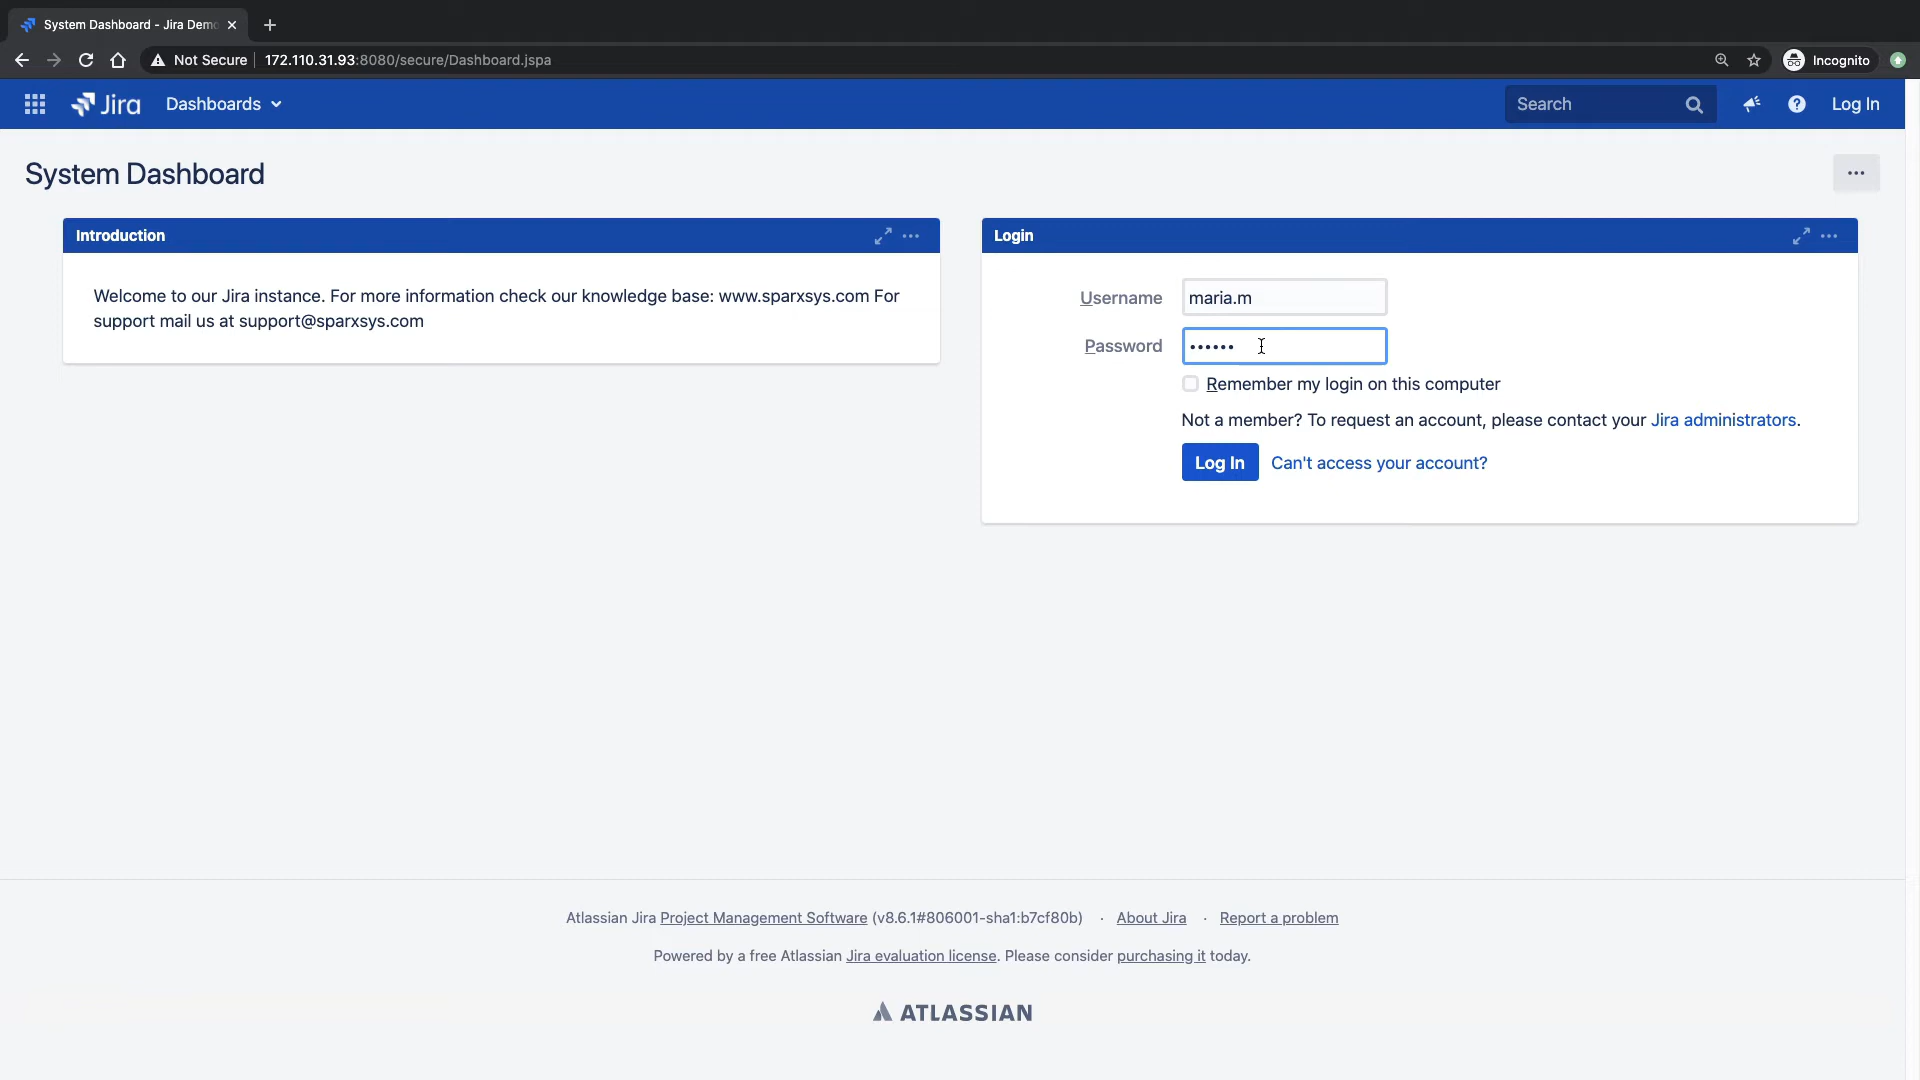 System Dashboard - Jira Demo
Not Secure 172.110.31.93:8080/secure/Dashboard.jspa
Incognito
Jira Dashboards
Search
Log In
System Dashboard
Introduction
Welcome to our Jira instance. For more information check our knowledge base: www.sparxsys.com For
support mail us at support@sparxsys.com
Login
Username maria.m
Password ••••••
Remember my login on this computer
Not a member? To request an account, please contact your Jira administrators.
Log In Can't access your account?
Atlassian Jira Project Management Software (v8.6.1#806001-sha1:b7cf80b) · About Jira · Report a problem
Powered by a free Atlassian Jira evaluation license. Please consider purchasing it today.
ATLASSIAN